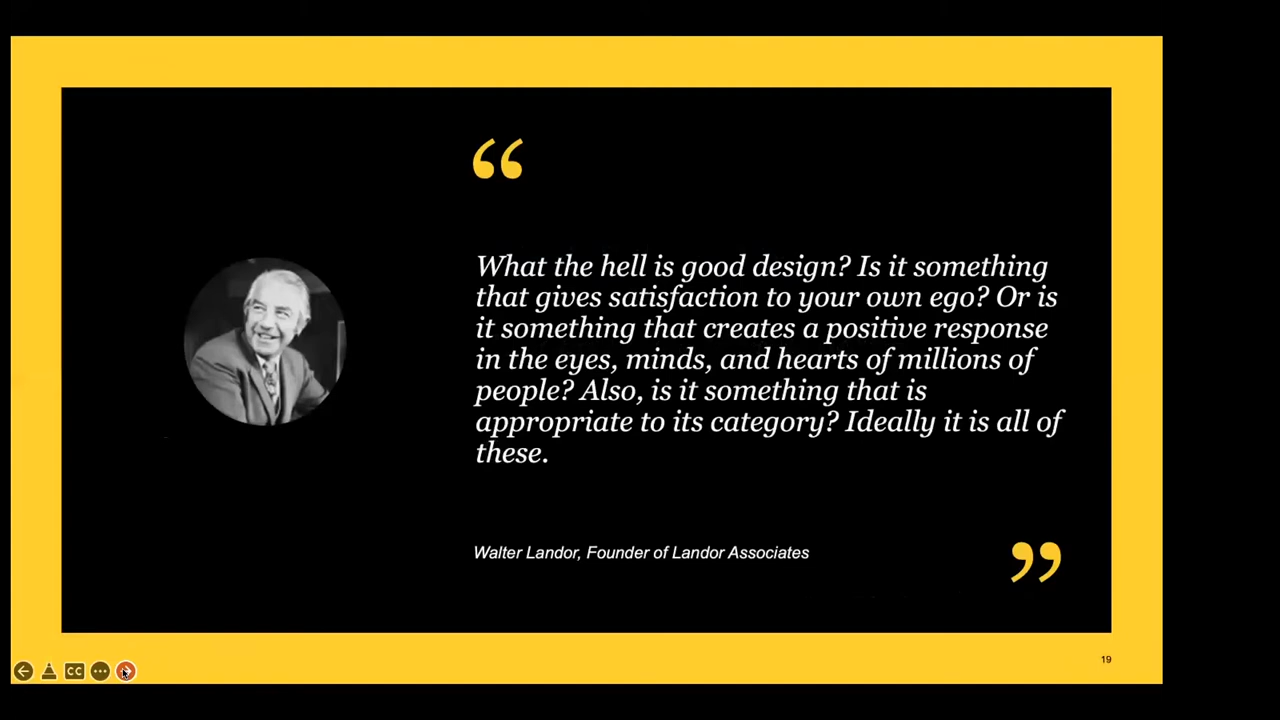 “
What the hell is good design? Is it something
that gives satisfaction to your own ego? Or is
it something that creates a positive response
in the eyes, minds, and hearts of millions of
people? Also, is it something that is
appropriate to its category? Ideally it is all of
these.
Walter Landor, Founder of Landor Associates
”
19
CC